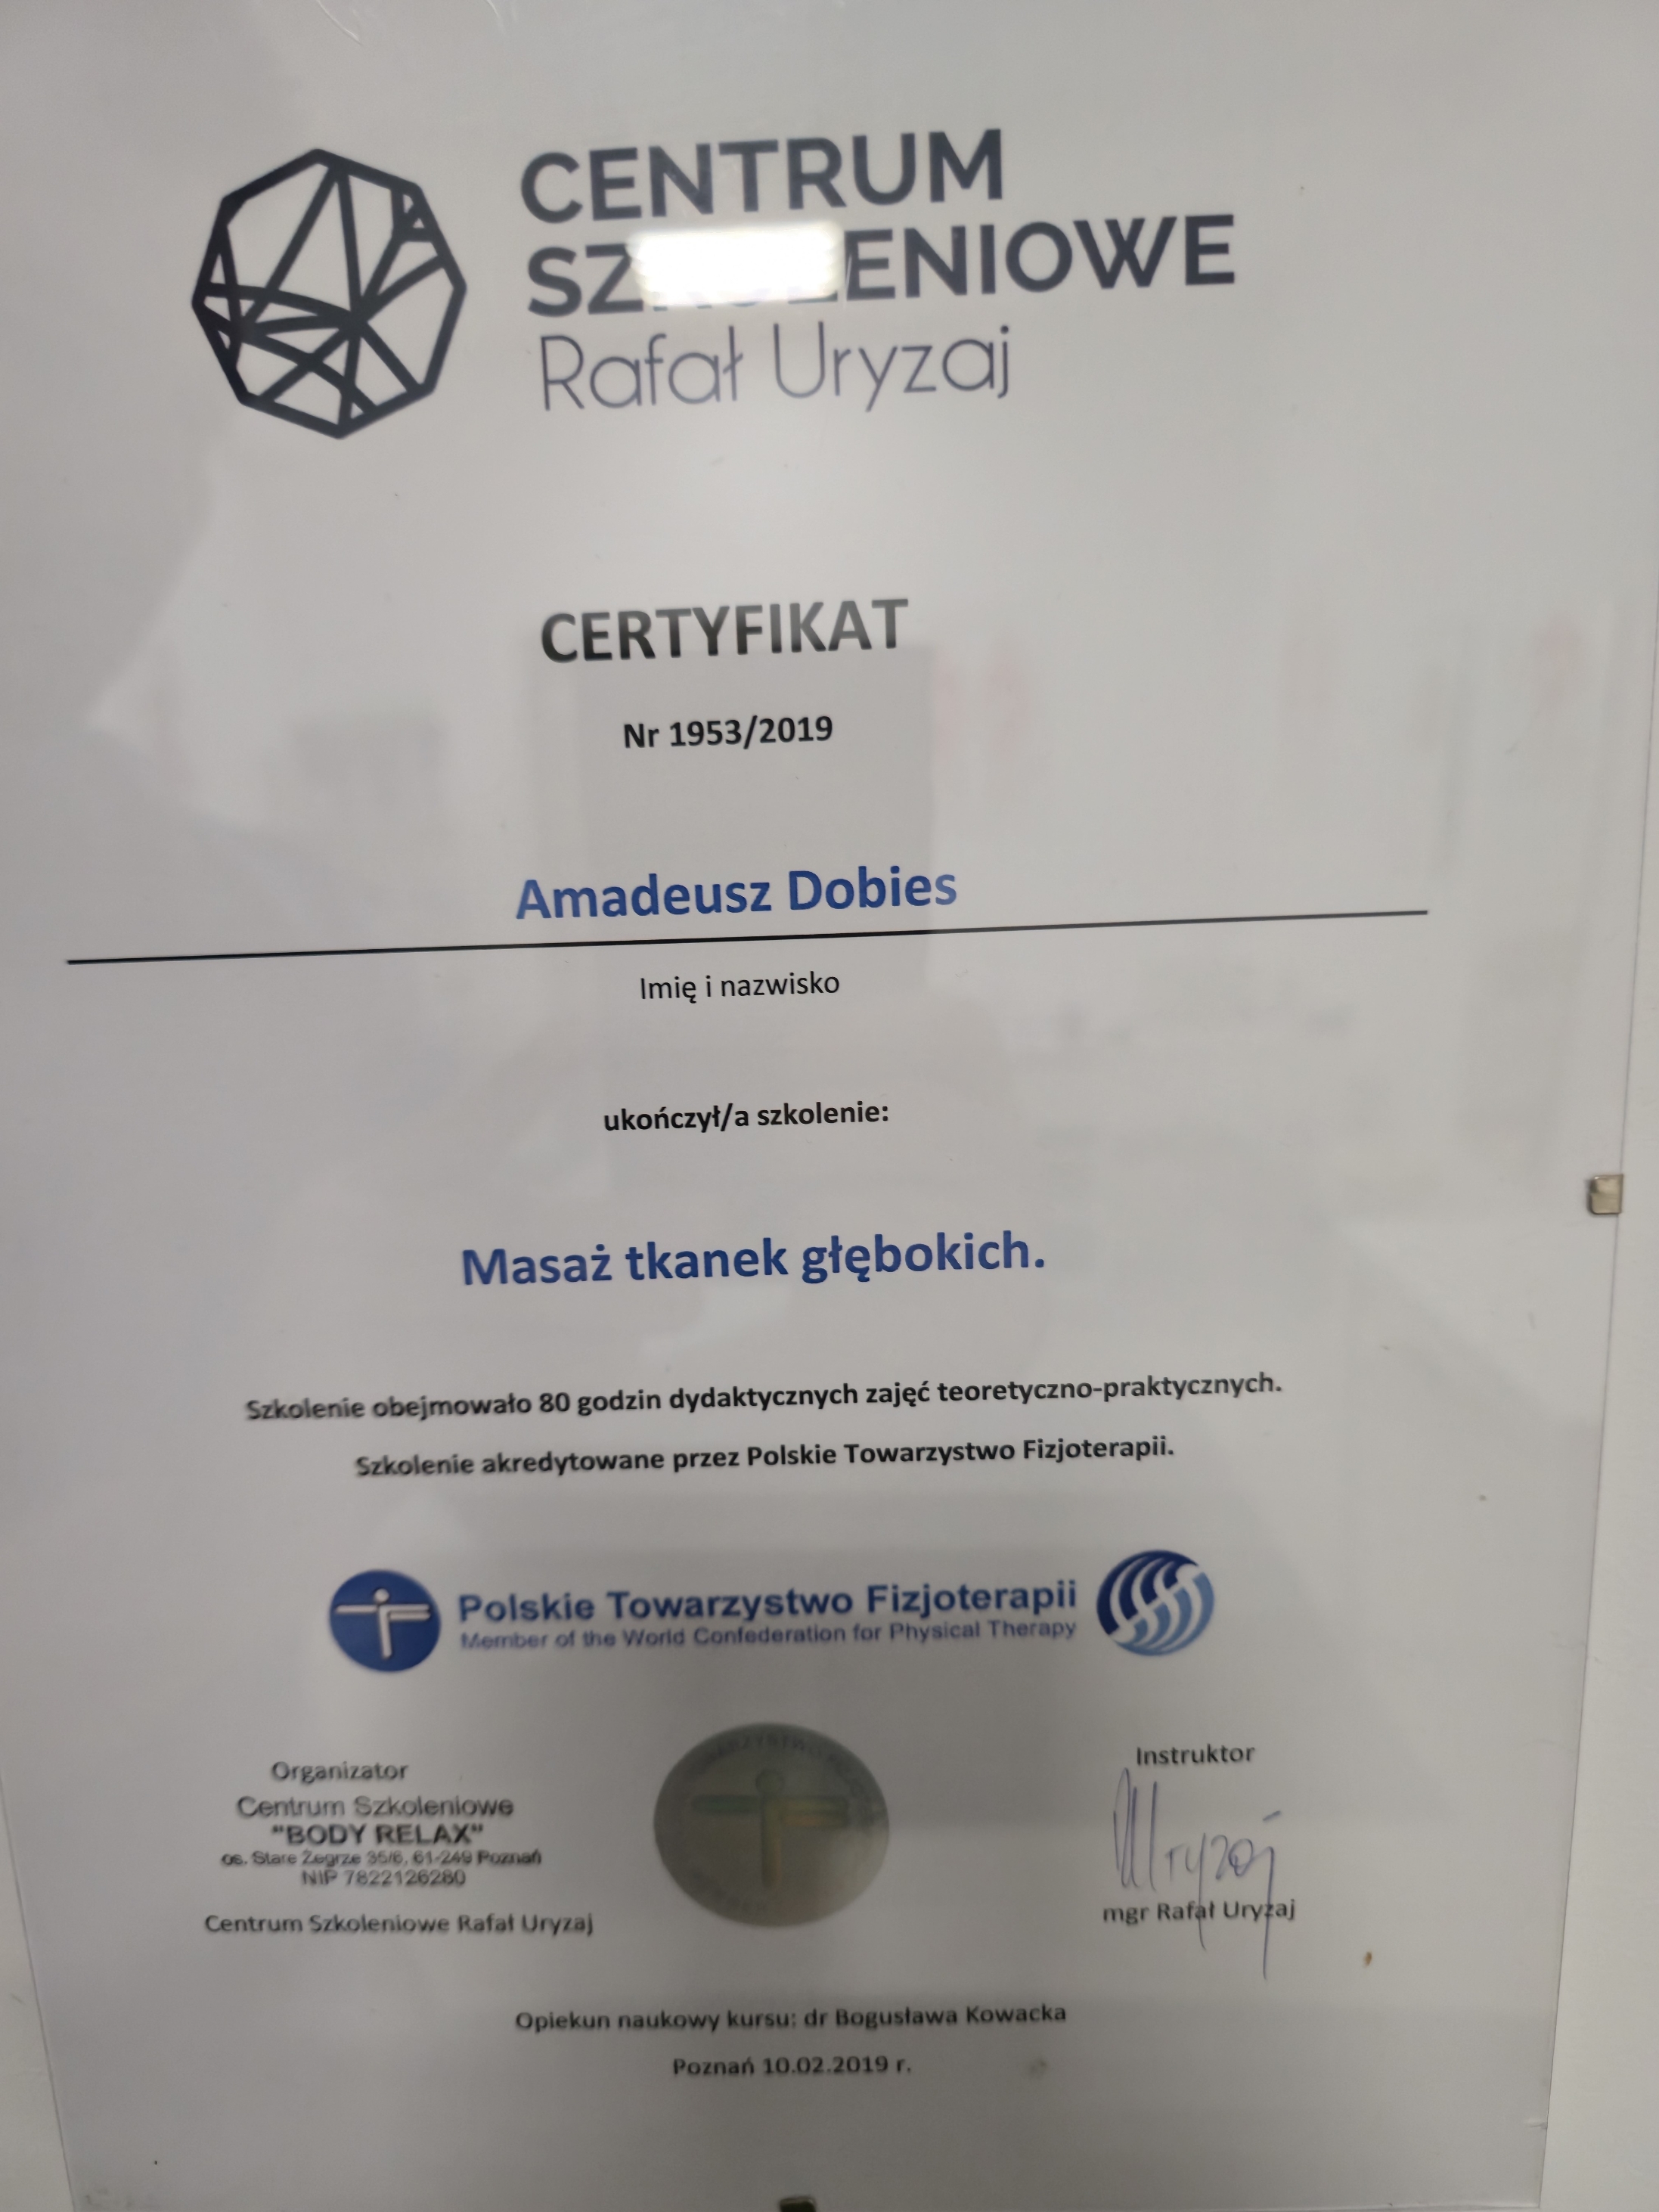 CENTRUM
SZKOLENIOWE
Rafał Uryzaj
CERTYFIKAT
Nr 1953/2019
Amadeusz Dobies
Imię i nazwisko
ukończył/a szkolenie:
Masaż tkanek głębokich.
Szkolenie obejmowało 80 godzin dydaktycznych zajęć teoretyczno-praktycznych.
Szkolenie akredytowane przez Polskie Towarzystwo Fizjoterapii.
Polskie Towarzystwo Fizjoterapii
Member of the World Confederation for Physical Therapy
Organizator
Centrum Szkoleniowe
"BODY RELAX"
os. Stare Żegrze 35/6, 61-249 Poznań
NIP 7822126280
Centrum Szkoleniowe Rafał Uryzaj
Instruktor
Uryzaj
mgr Rafał Uryzaj
Opiekun naukowy kursu: dr Bogusława Kowacka
Poznań 10.02.2019 r.